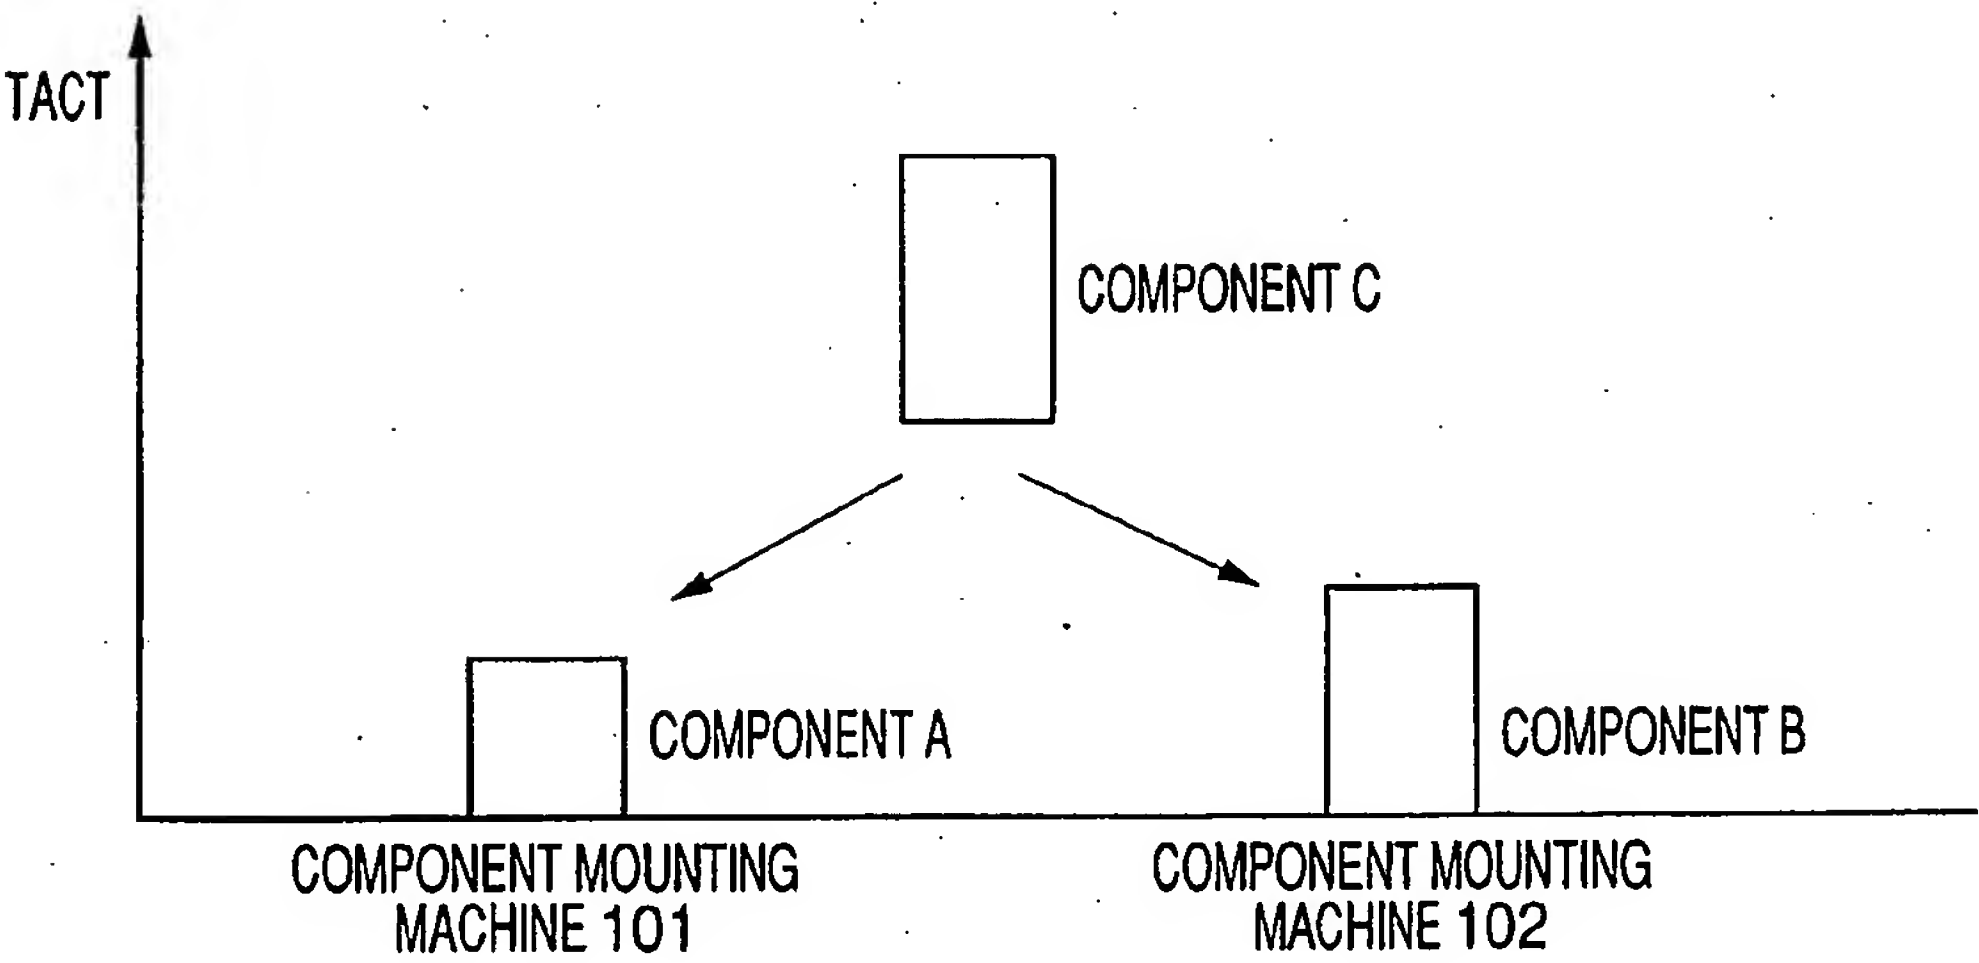 TACT
COMPONENT C
COMPONENT A
COMPONENT B
COMPONENT MOUNTING
MACHINE 101
COMPONENT MOUNTING
MACHINE 102